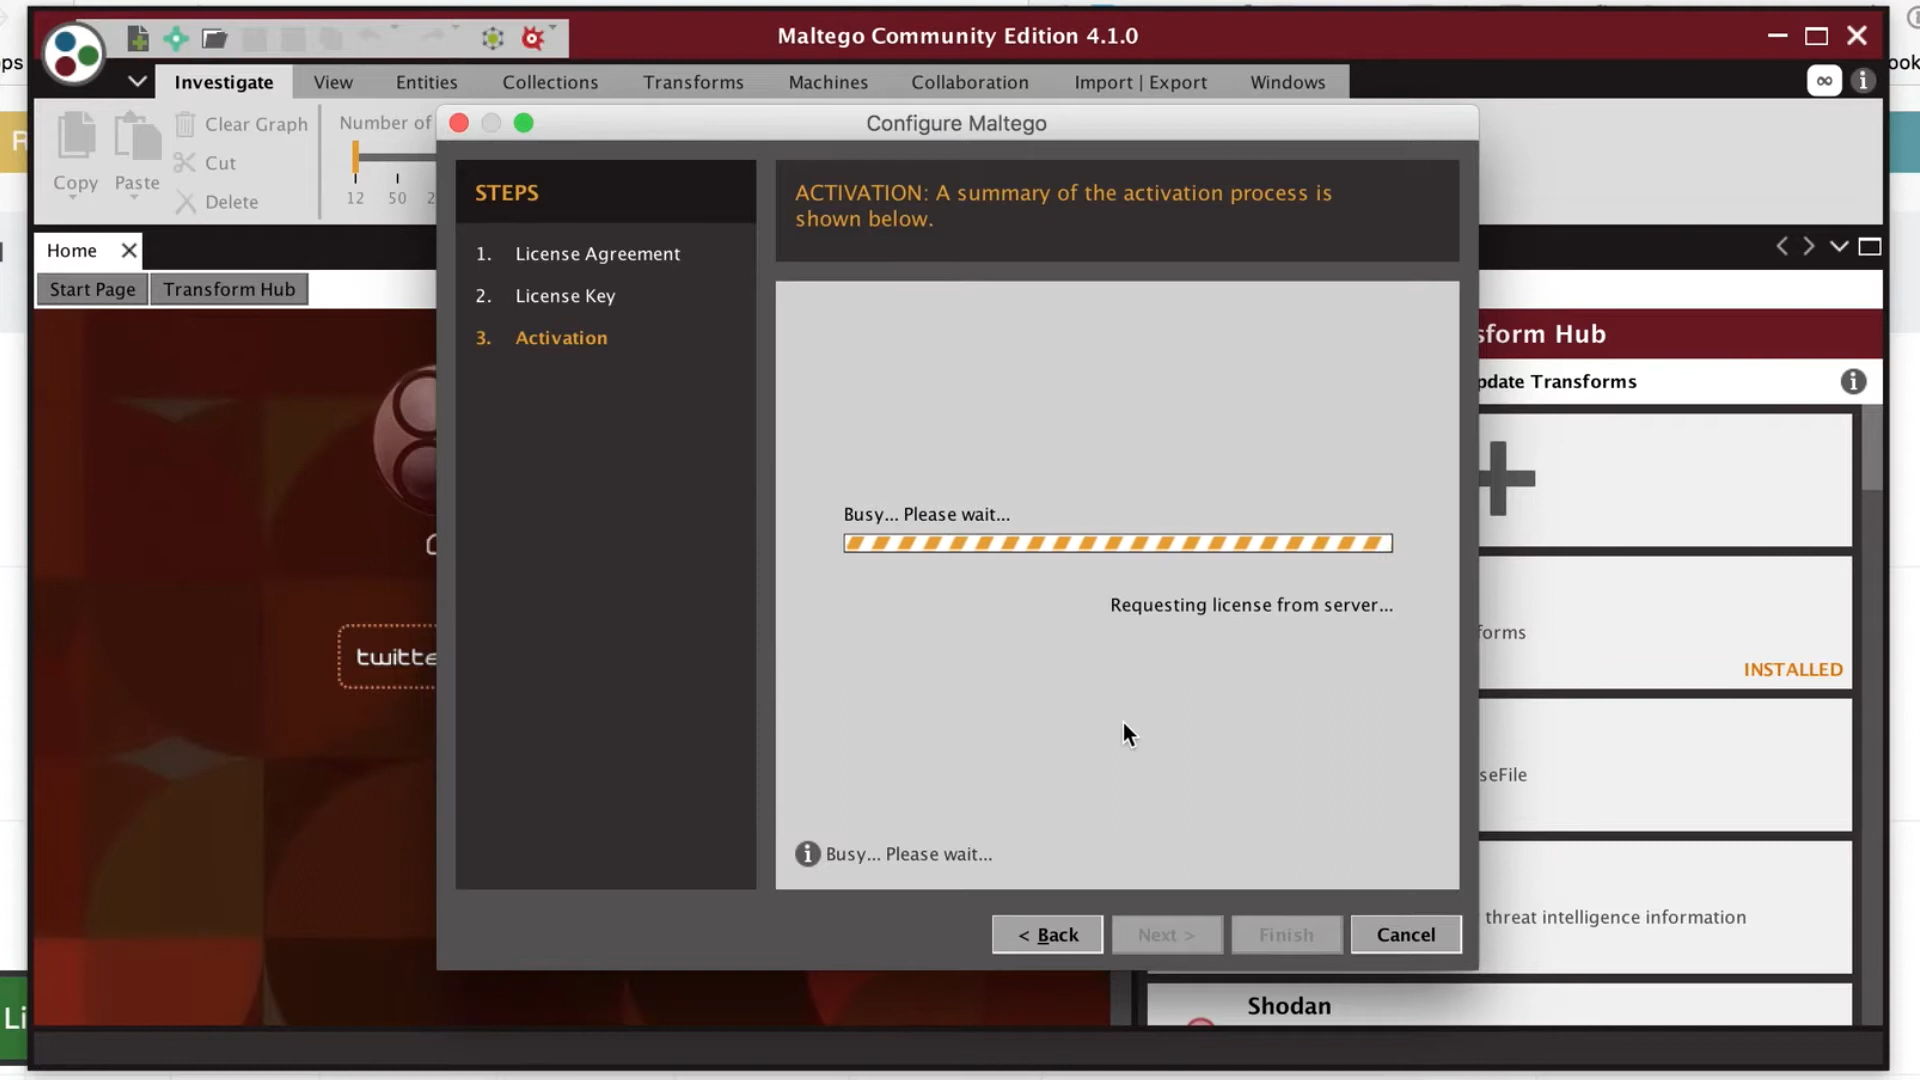 Maltego Community Edition 4.1.0
Investigate View Entities Collections Transforms Machines Collaboration Import | Export Windows
Copy Paste Clear Graph Cut Delete
Number of
12 50
Configure Maltego
STEPS
1. License Agreement
2. License Key
3. Activation
ACTIVATION: A summary of the activation process is
shown below.
Busy... Please wait...
Requesting license from server...
Busy... Please wait...
< Back Next > Finish Cancel
Home
Start Page Transform Hub
twitte
sform Hub
pdate Transforms
forms
INSTALLED
seFile
threat intelligence information
Shodan
Li